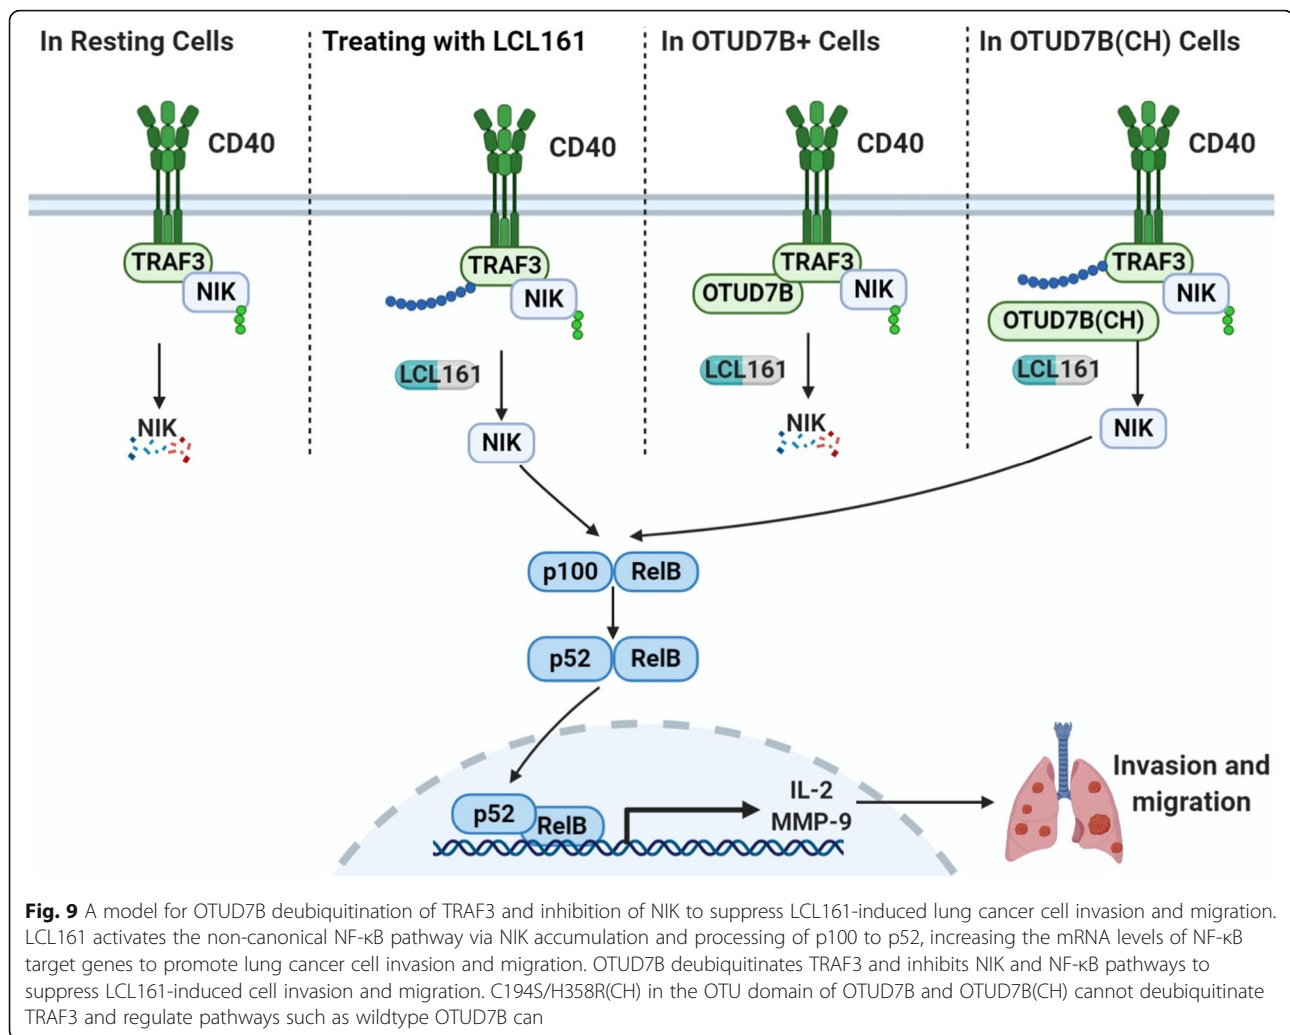 In Resting Cells
Treating with LCL161
In OTUD7B+ Cells
In OTUD7B(CH) Cells
CD40
CD40
CD40
CD40
TRAF3
TRAF3
TRAF3
TRAF3
NIK
NIK
OTUD7B
NIK
NIK
OTUD7B(CH)
LCL161
LCL161
LCL161
NIK
NIK
NIK
NIK
p100
RelB
p52
RelB
p52
RelB
IL-2
MMP-9
Invasion and
migration
Fig. 9 A model for OTUD7B deubiquitination of TRAF3 and inhibition of NIK to suppress LCL161-induced lung cancer cell invasion and migration.
LCL161 activates the non-canonical NF-κB pathway via NIK accumulation and processing of p100 to p52, increasing the mRNA levels of NF-κB
target genes to promote lung cancer cell invasion and migration. OTUD7B deubiquitinates TRAF3 and inhibits NIK and NF-κB pathways to
suppress LCL161-induced cell invasion and migration. C194S/H358R(CH) in the OTU domain of OTUD7B and OTUD7B(CH) cannot deubiquitinate
TRAF3 and regulate pathways such as wildtype OTUD7B can